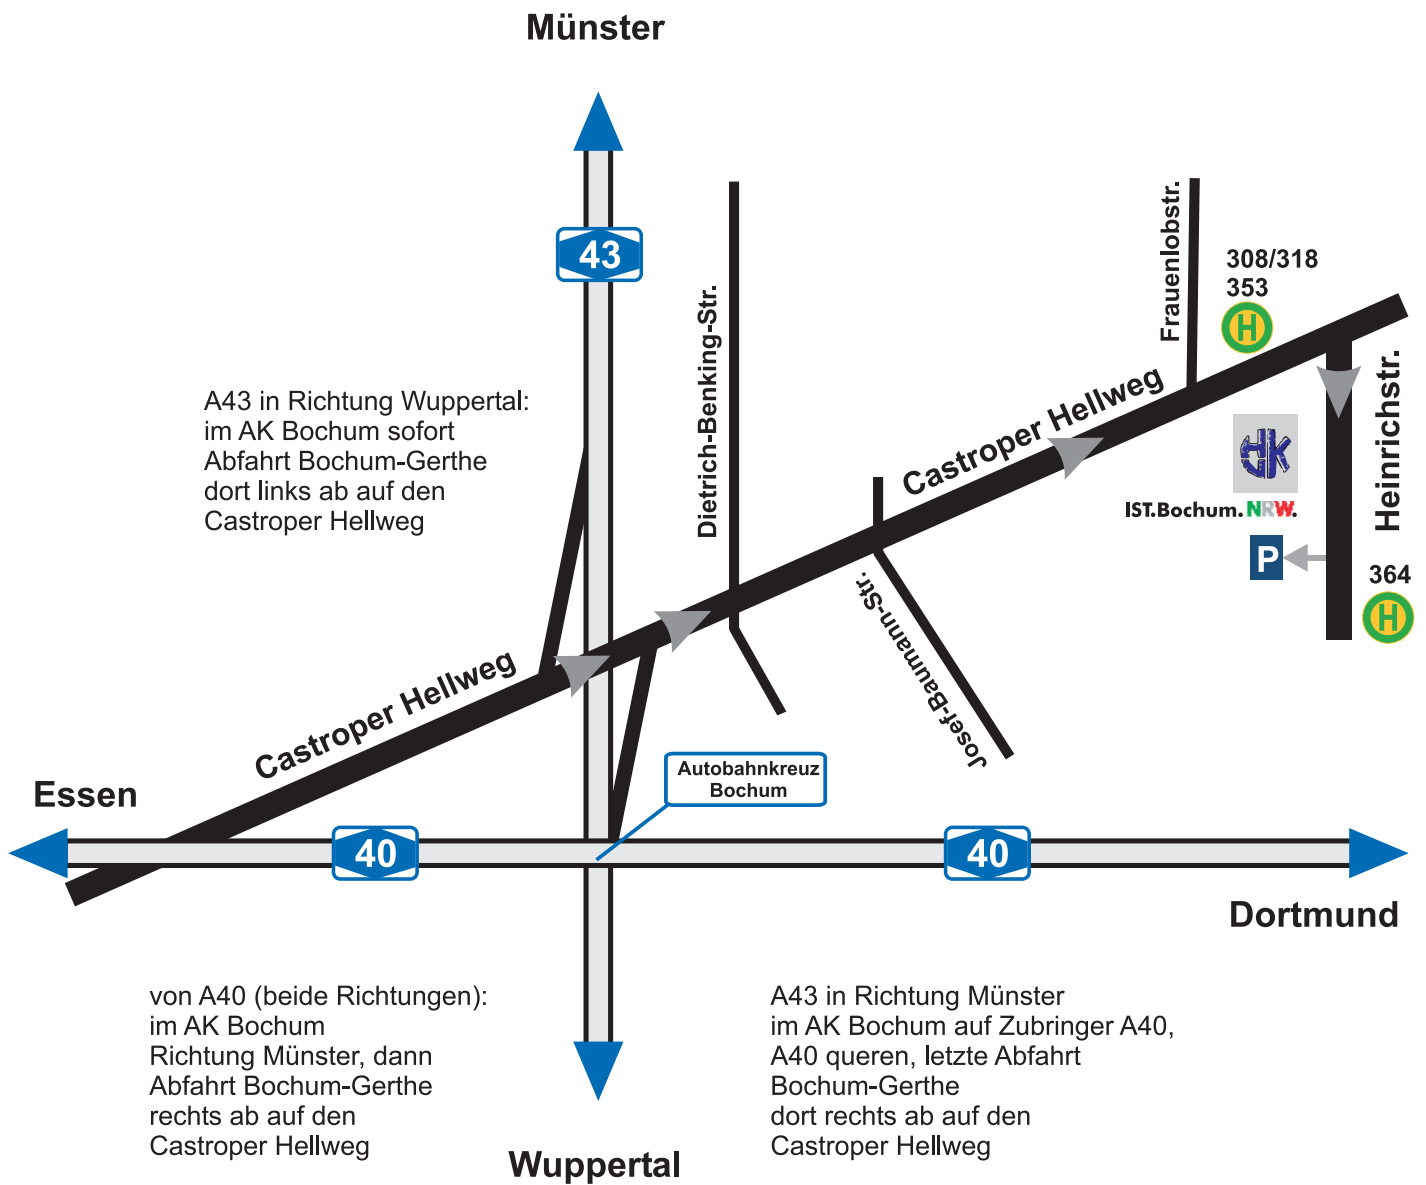 Münster
43
Frauenlobstr.
308/318
353
H
Dietrich-Benking-Str.
Heinrichstr.
A43 in Richtung Wuppertal:
im AK Bochum sofort
Abfahrt Bochum-Gerthe
dort links ab auf den
Castroper Hellweg
Castroper Hellweg
IST.Bochum.NRW.
P
364
H
Josef-Baumann-Str.
Castroper Hellweg
Autobahnkreuz
Bochum
Essen
40
40
Dortmund
von A40 (beide Richtungen):
im AK Bochum
Richtung Münster, dann
Abfahrt Bochum-Gerthe
rechts ab auf den
Castroper Hellweg
A43 in Richtung Münster
im AK Bochum auf Zubringer A40,
A40 queren, letzte Abfahrt
Bochum-Gerthe
dort rechts ab auf den
Castroper Hellweg
Wuppertal